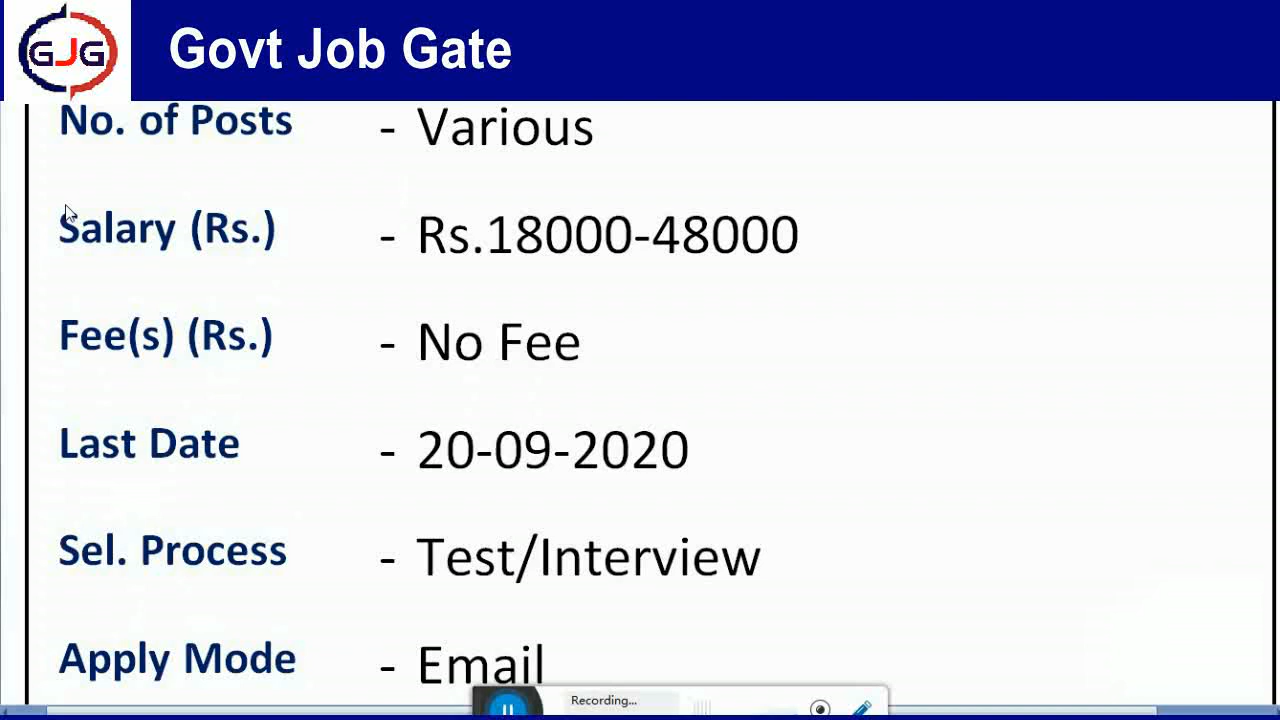 GJG
Govt Job Gate
No. of Posts - Various
Salary (Rs.) - Rs.18000-48000
Fee(s) (Rs.) - No Fee
Last Date - 20-09-2020
Sel. Process - Test/Interview
Apply Mode - Email
Recording...